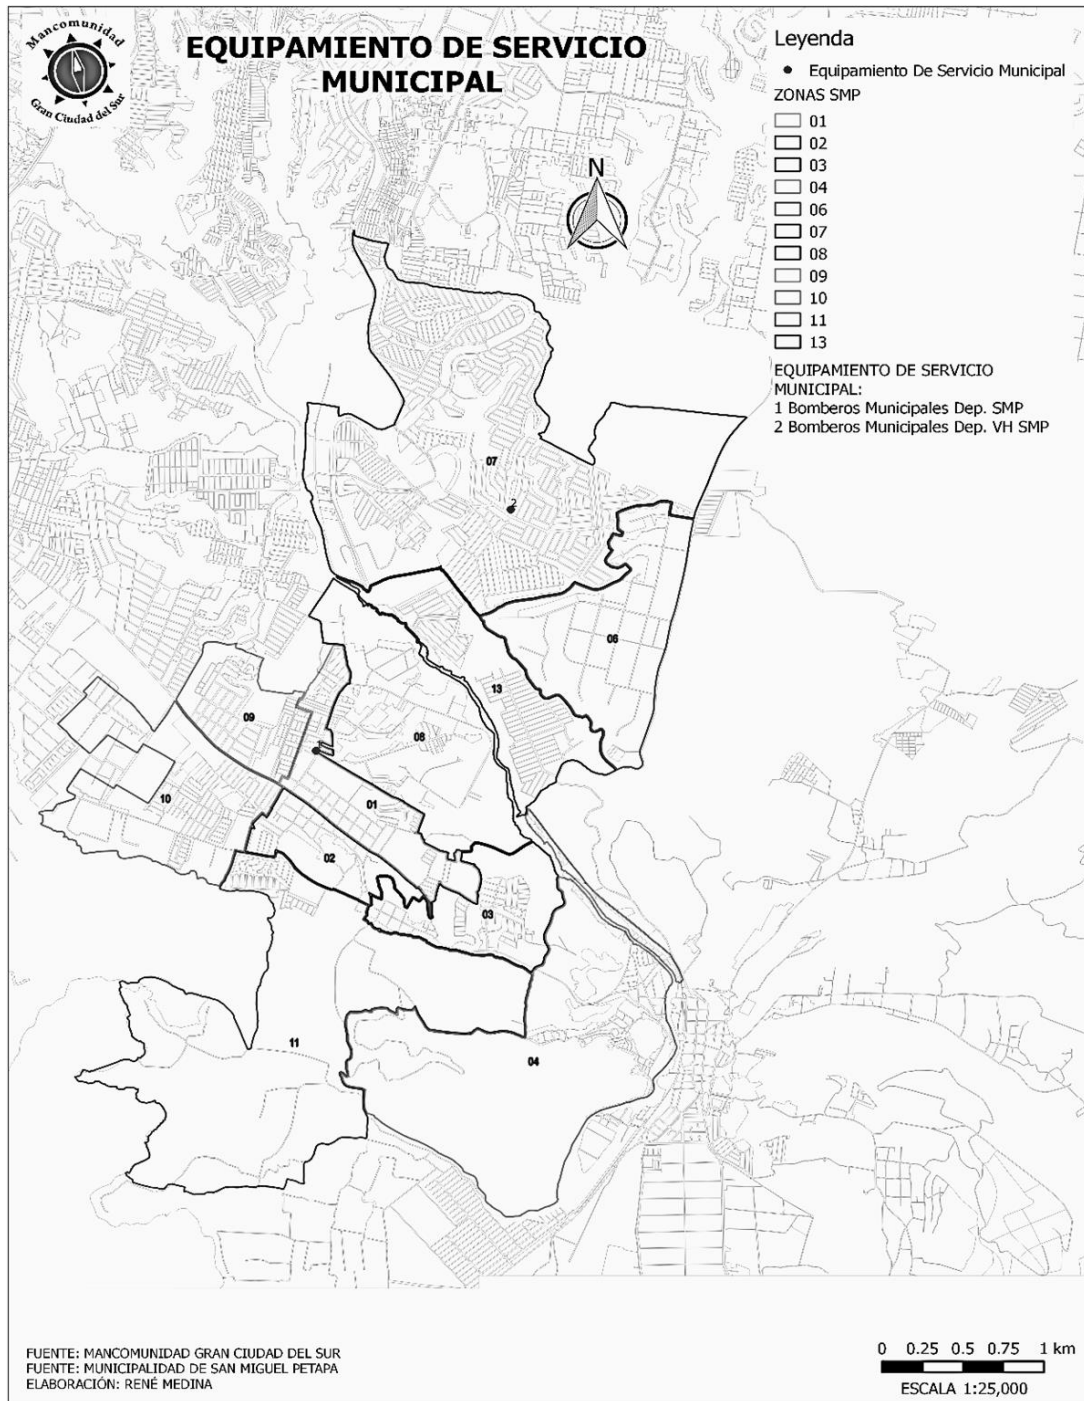 Mancomunidad
Gran Ciudad del Sur
EQUIPAMIENTO DE SERVICIO
MUNICIPAL
Leyenda
Equipamiento De Servicio Municipal
ZONAS SMP
01
02
03
04
06
07
08
09
10
11
13
EQUIPAMIENTO DE SERVICIO
MUNICIPAL:
1 Bomberos Municipales Dep. SMP
2 Bomberos Municipales Dep. VH SMP
N
07
2
06
13
09
08
10
01
02
03
11
04
FUENTE: MANCOMUNIDAD GRAN CIUDAD DEL SUR
FUENTE: MUNICIPALIDAD DE SAN MIGUEL PETAPA
ELABORACIÓN: RENÉ MEDINA
0 0.25 0.5 0.75 1 km
ESCALA 1:25,000